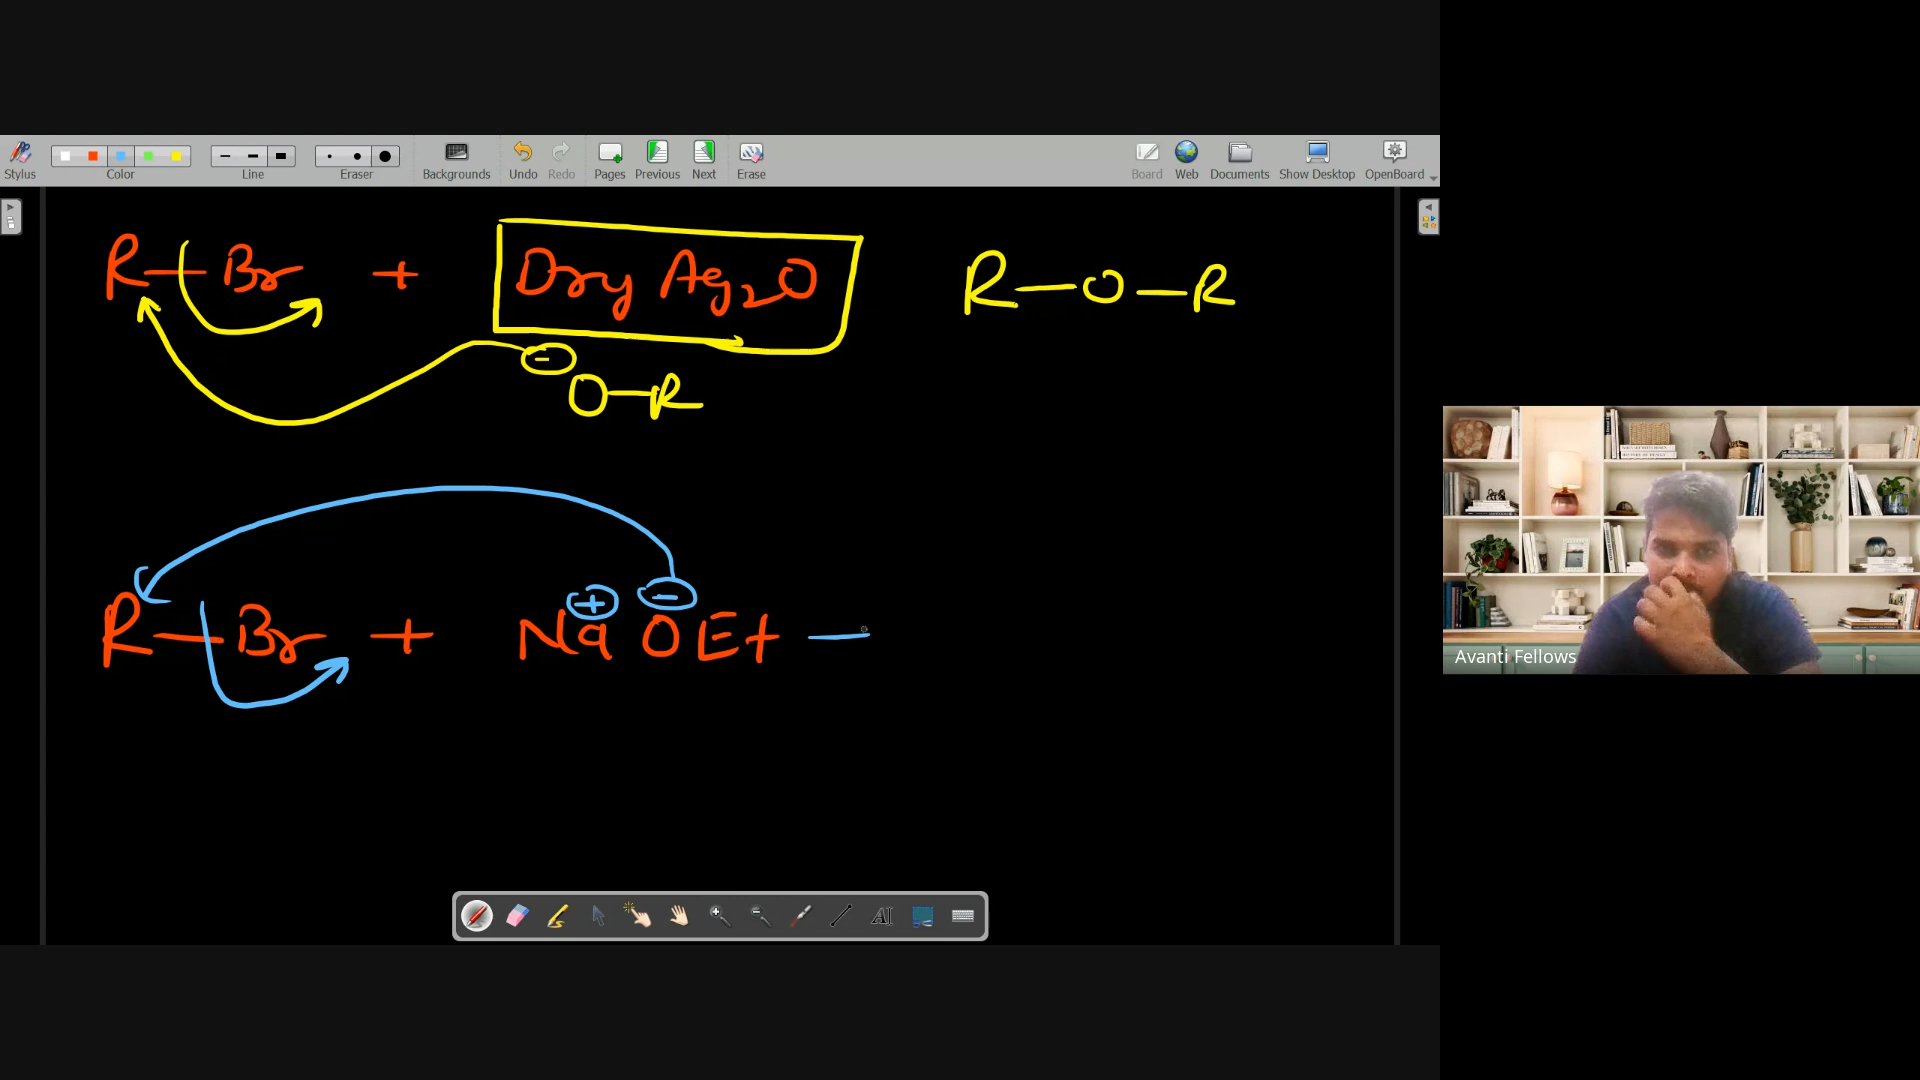 Stylus Color Line Eraser Backgrounds Undo Redo Pages Previous Next Erase Board Web Documents Show Desktop OpenBoard
R—Br + Dry Ag₂O R—O—R
⊖
O—R
⊕ ⊖
R—Br + Na OEt —
Avanti Fellows
AI